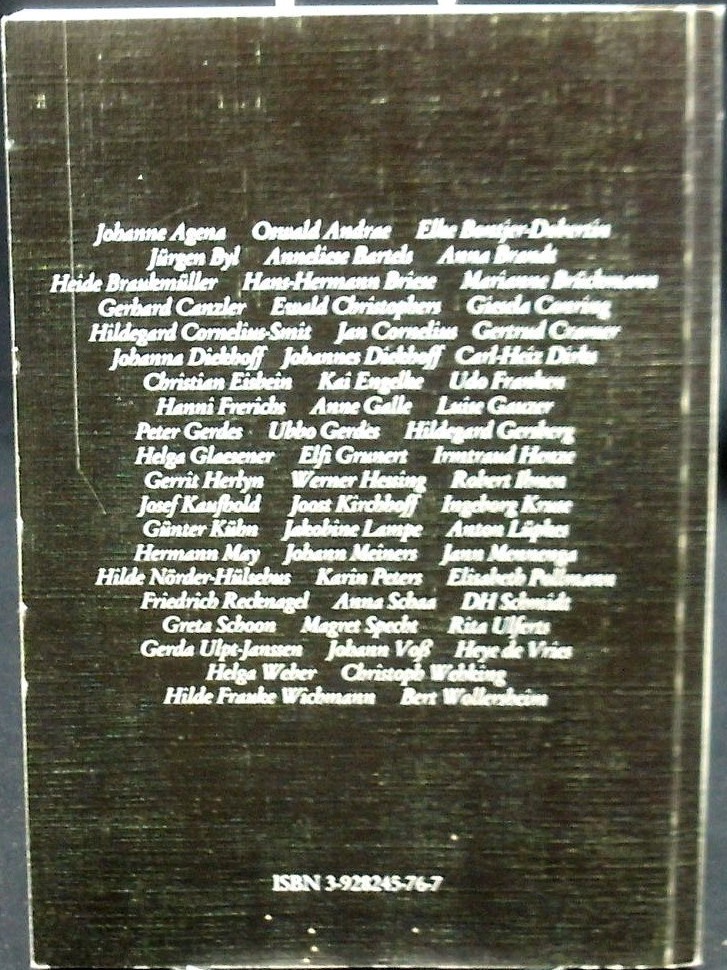 Johanne Agena Oswald Andrae Elke Bontjer-Dobertin
Jürgen Byl Anneliese Bartels Anna Brandt
Heide Braukmüller Hans-Hermann Briese Marianne Brückmann
Gerhard Canzler Ewald Christophers Gisela Conring
Hildegard Cornelius-Smit Jan Cornelius Gertrud Cramer
Johanna Diekhoff Johannes Diekhoff Carl-Heiz Dirks
Christian Eisbein Kai Engelke Udo Franken
Hanni Frerichs Anne Galle Luise Ganzer
Peter Gerdes Ubbo Gerdes Hildegard Gersberg
Helga Glaesener Elfi Grunert Irmtraud Henze
Gerrit Herlyn Werner Hessing Robert Ihnen
Josef Kaufhold Joost Kirchhoff Ingeborg Kruse
Günter Kühn Jakobine Lampe Anton Lüpkes
Hermann May Johann Meiners Jann Mennenga
Hilde Nörder-Hülsebus Karin Peters Elisabeth Pollmann
Friedrich Recknagel Anna Schaa DH Schmidt
Greta Schoon Magret Specht Rita Ulferts
Gerda Ulpt-Janssen Johann Voß Heye de Vries
Helga Weber Christoph Wehking
Hilde Frauke Wichmann Bert Wollersheim
ISBN 3-928245-76-7